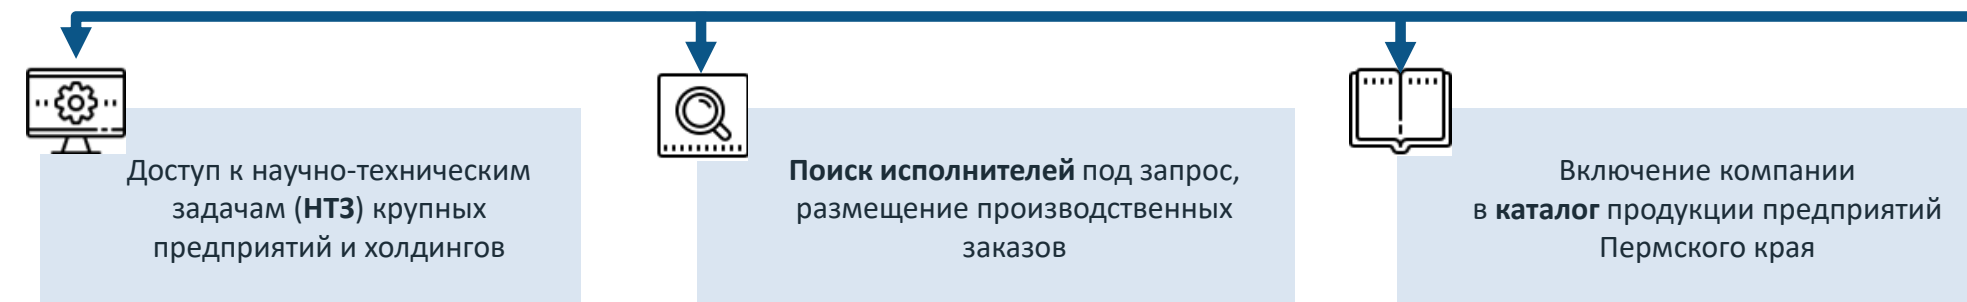 Доступ к научно-техническим
задачам (НТЗ) крупных
предприятий и холдингов
Поиск исполнителей под запрос,
размещение производственных
заказов
Включение компании
в каталог продукции предприятий
Пермского края